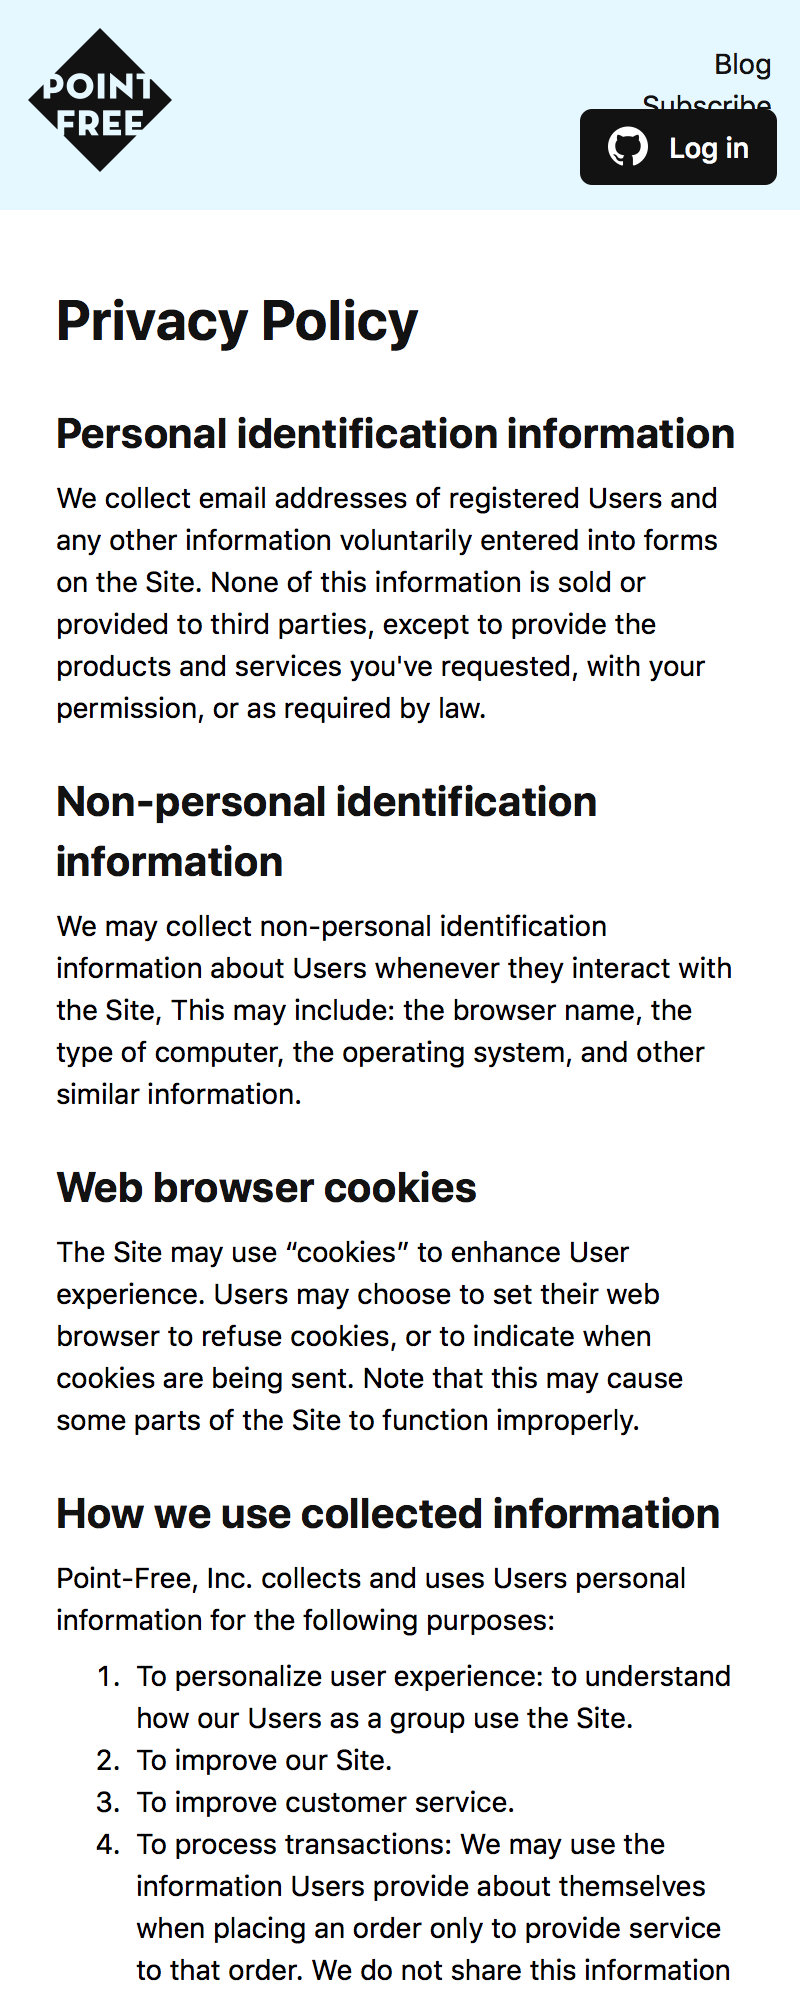 POINT
FREE
Blog
Subscribe
Log in
Privacy Policy
Personal identification information
We collect email addresses of registered Users and
any other information voluntarily entered into forms
on the Site. None of this information is sold or
provided to third parties, except to provide the
products and services you've requested, with your
permission, or as required by law.
Non-personal identification
information
We may collect non-personal identification
information about Users whenever they interact with
the Site, This may include: the browser name, the
type of computer, the operating system, and other
similar information.
Web browser cookies
The Site may use “cookies” to enhance User
experience. Users may choose to set their web
browser to refuse cookies, or to indicate when
cookies are being sent. Note that this may cause
some parts of the Site to function improperly.
How we use collected information
Point-Free, Inc. collects and uses Users personal
information for the following purposes:
1. To personalize user experience: to understand
how our Users as a group use the Site.
2. To improve our Site.
3. To improve customer service.
4. To process transactions: We may use the
information Users provide about themselves
when placing an order only to provide service
to that order. We do not share this information